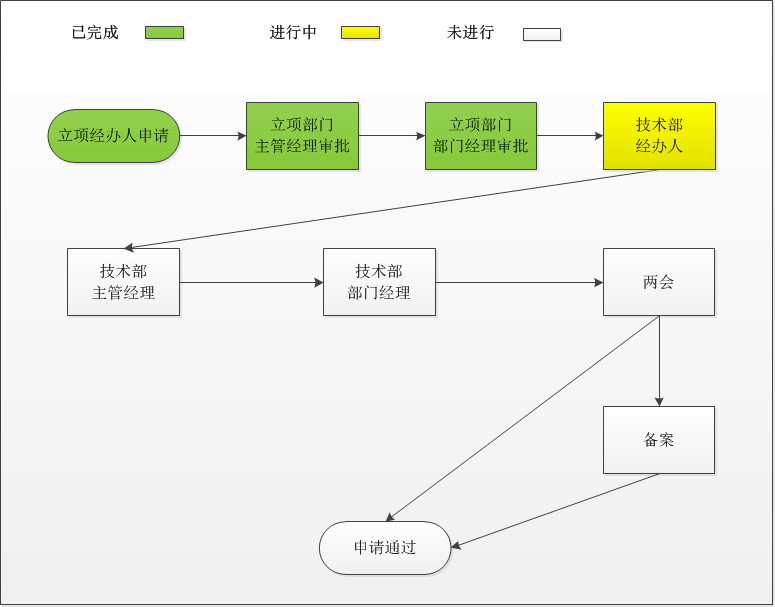 已完成
进行中
未进行
立项经办人申请
立项部门
主管经理审批
立项部门
部门经理审批
技术部
经办人
技术部
主管经理
技术部
部门经理
两会
备案
申请通过